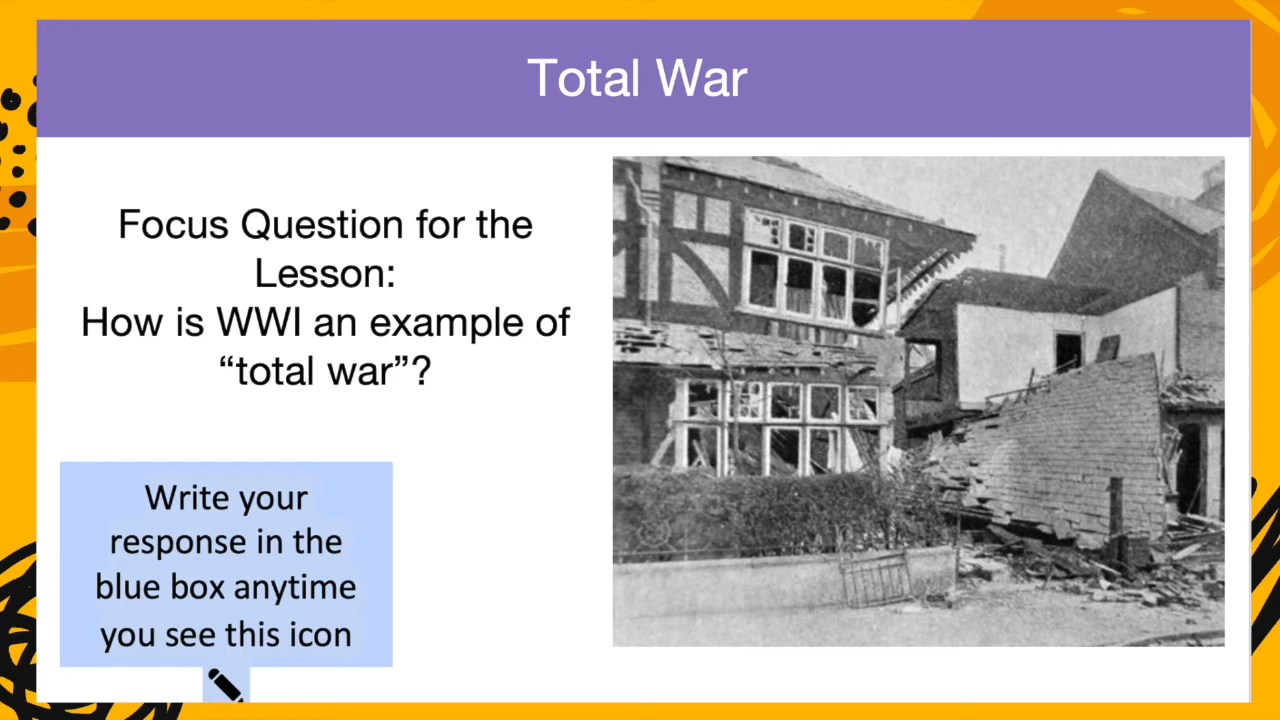 Total War
Focus Question for the
Lesson:
How is WWI an example of
“total war”?
Write your
response in the
blue box anytime
you see this icon